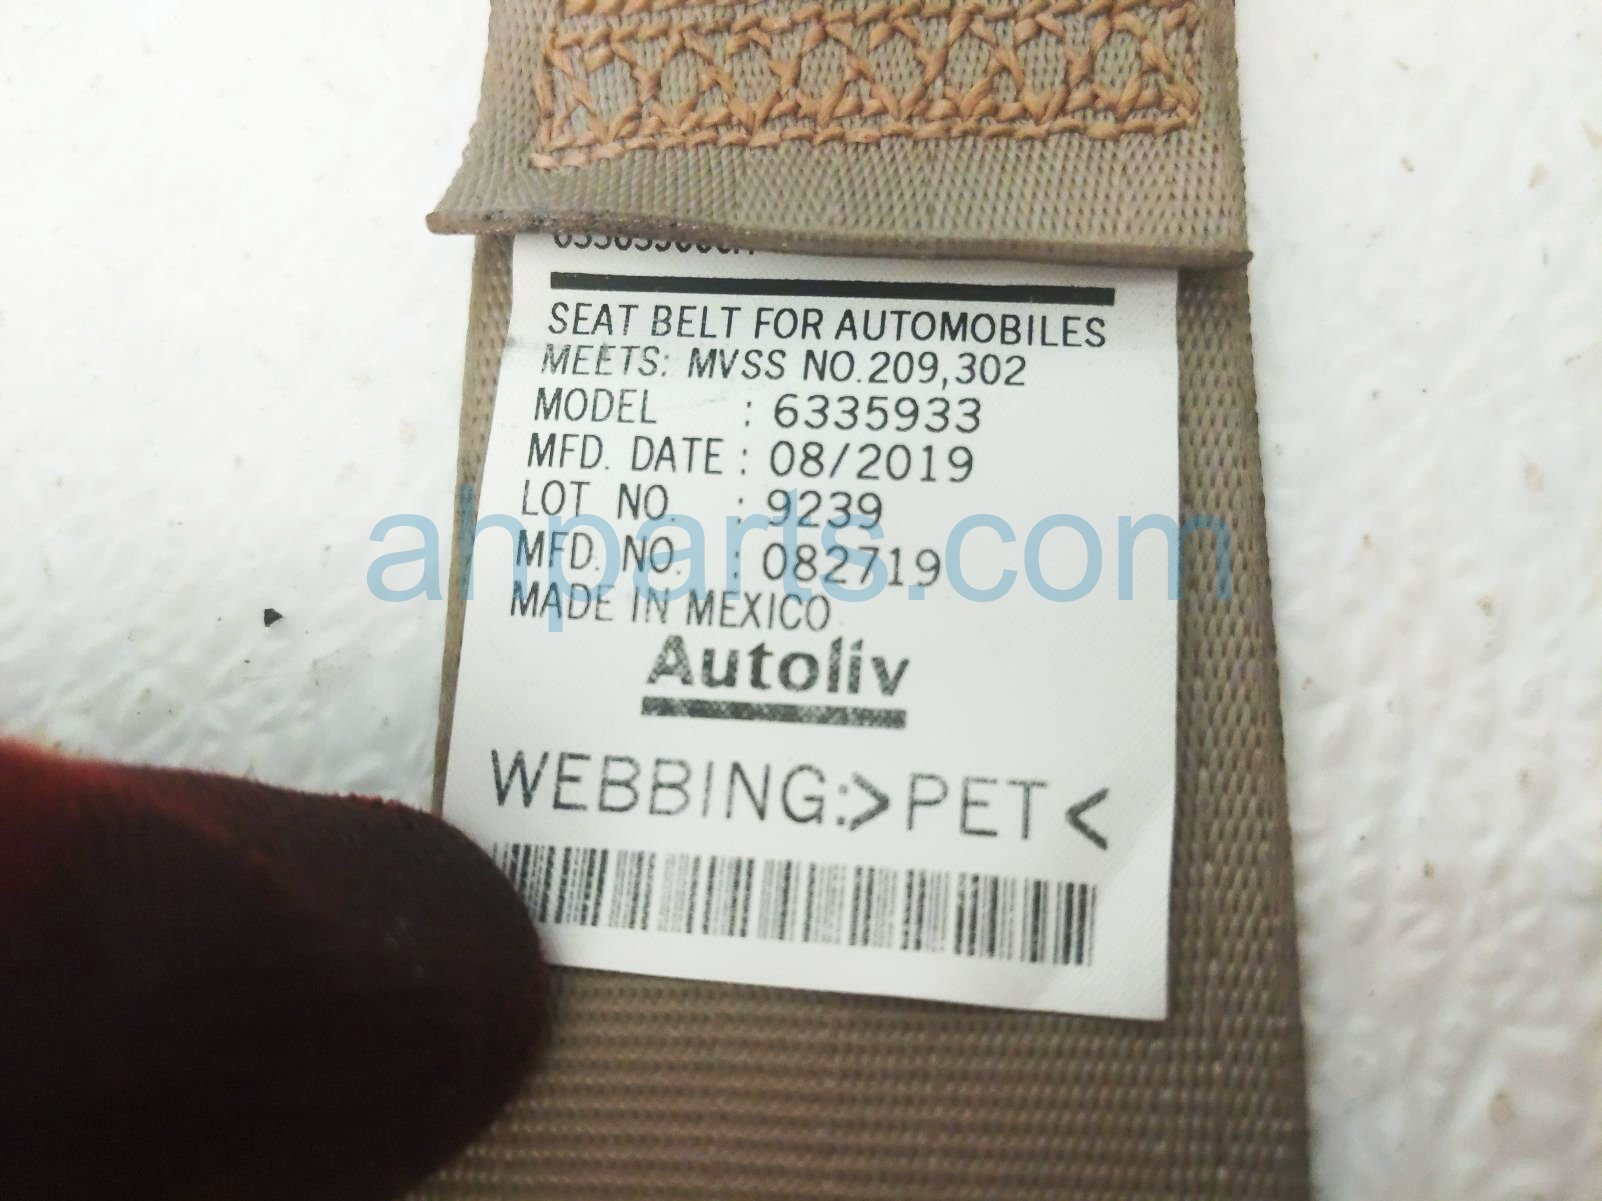 SEAT BELT FOR AUTOMOBILES
MEETS: MVSS NO.209,302
MODEL : 6335933
MFD. DATE : 08/2019
LOT NO. : 9239
MFD. NO. : 082719
MADE IN MEXICO
Autoliv
WEBBING:>PET<
ahparts.com